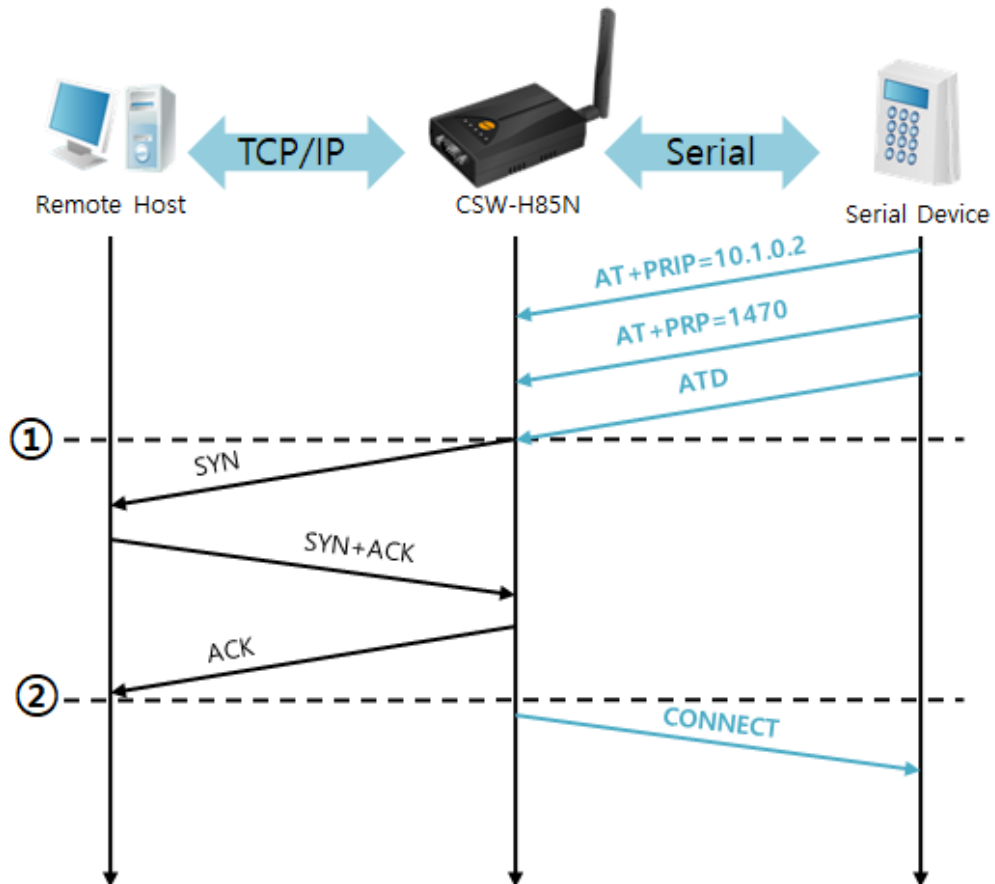 TCP/IP
Serial
Remote Host
CSW-H85N
Serial Device
AT+PRIP=10.1.0.2
AT+PRP=1470
ATD
①
SYN
SYN+ACK
ACK
②
CONNECT